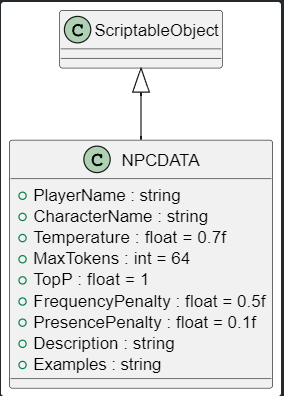 C ScriptableObject
C NPCDATA
PlayerName : string
CharacterName : string
Temperature : float = 0.7f
MaxTokens : int = 64
TopP : float = 1
FrequencyPenalty : float = 0.5f
PresencePenalty : float = 0.1f
Description : string
Examples : string